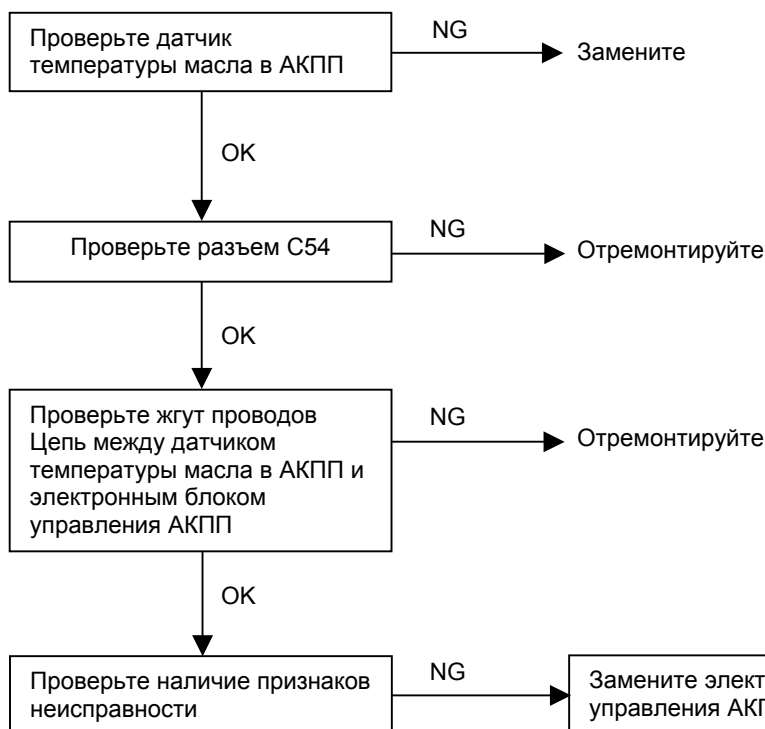 Проверьте датчик
температуры масла в АКПП
NG
Замените
OK
Проверьте разъем C54
NG
Отремонтируйте
OK
Проверьте жгут проводов
Цепь между датчиком
температуры масла в АКПП и
электронным блоком
управления АКПП
NG
Отремонтируйте
OK
Проверьте наличие признаков
неисправности
NG
Замените
управления